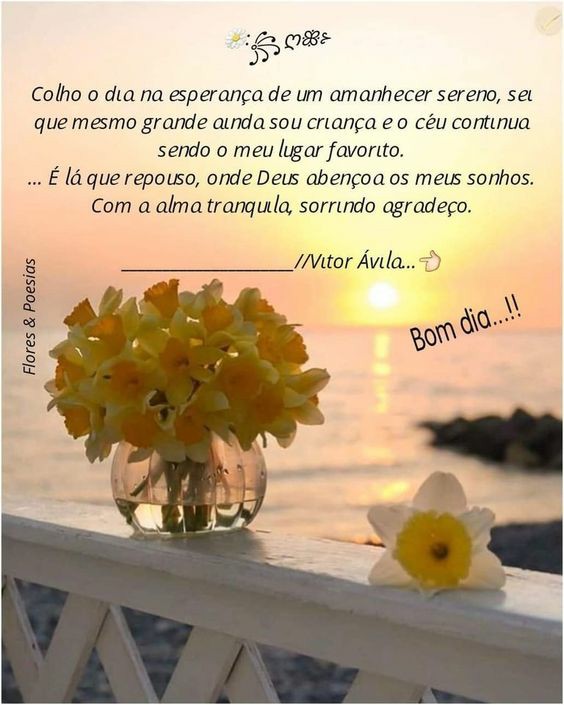 Colho o dia na esperança de um amanhecer sereno, sei
que mesmo grande ainda sou criança e o céu continua
sendo o meu lugar favorito.
... É lá que repouso, onde Deus abençoa os meus sonhos.
Com a alma tranquila, sorrindo agradeço.
____________________//Vitor Ávila...
Bom dia...!!
Flores & Poesias